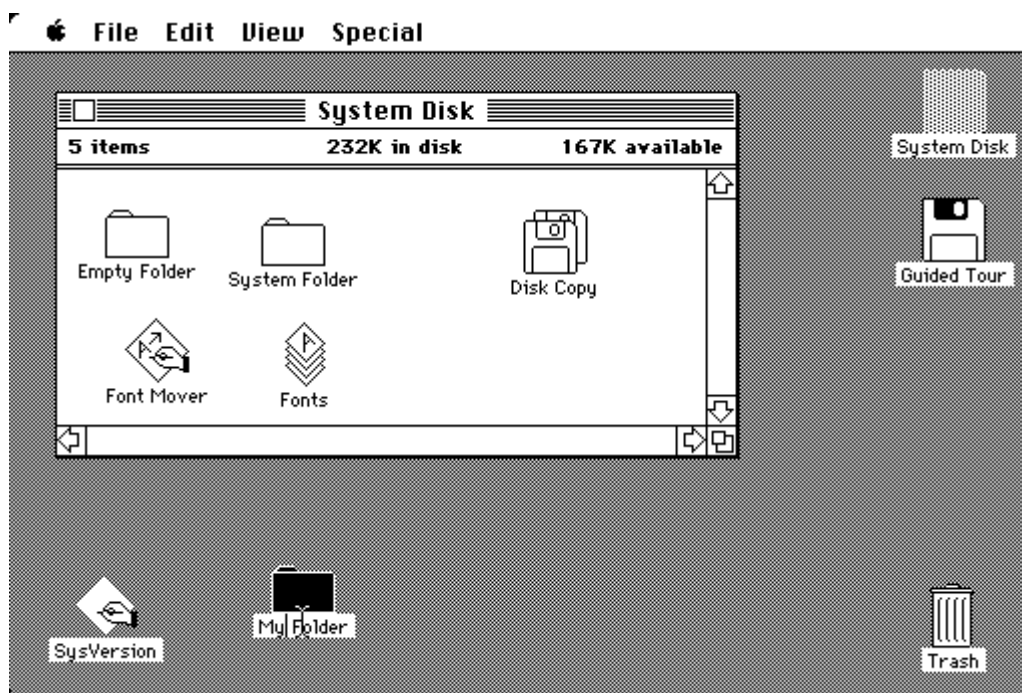 File Edit View Special
System Disk
5 items 232K in disk 167K available
System Disk
Empty Folder System Folder Disk Copy
Guided Tour
Font Mover Fonts
My Folder
SysVersion
Trash